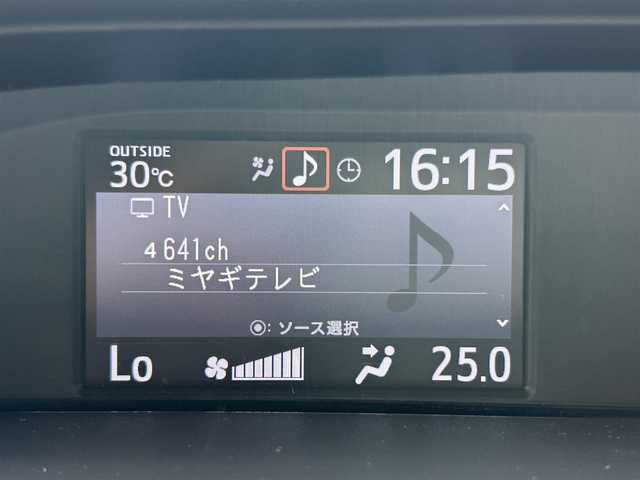 OUTSIDE
30℃
16:15
TV
4 641ch
ミヤギテレビ
◉: ソース選択
Lo
25.0